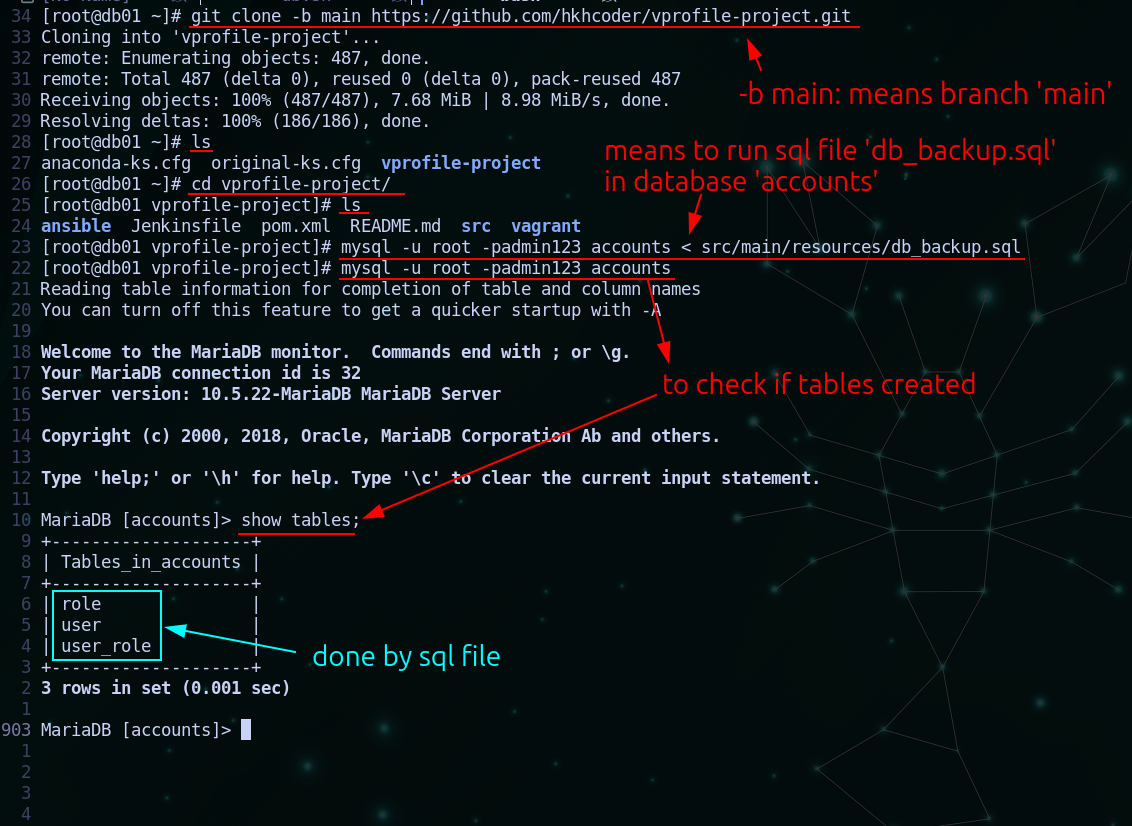 34 [root@db01 ~]# git clone -b main https://github.com/hkhcoder/vprofile-project.git
33 Cloning into 'vprofile-project'...
32 remote: Enumerating objects: 487, done.
31 remote: Total 487 (delta 0), reused 0 (delta 0), pack-reused 487
-b main: means branch 'main'
30 Receiving objects: 100% (487/487), 7.68 MiB | 8.98 MiB/s, done.
29 Resolving deltas: 100% (186/186), done.
28 [root@db01 ~]# ls
means to run sql file 'db_backup.sql'
in database 'accounts'
27 anaconda-ks.cfg  original-ks.cfg  vprofile-project
26 [root@db01 ~]# cd vprofile-project/
25 [root@db01 vprofile-project]# ls
24 ansible  Jenkinsfile  pom.xml  README.md  src  vagrant
23 [root@db01 vprofile-project]# mysql -u root -padmin123 accounts < src/main/resources/db_backup.sql
22 [root@db01 vprofile-project]# mysql -u root -padmin123 accounts
21 Reading table information for completion of table and column names
20 You can turn off this feature to get a quicker startup with -A
19
18 Welcome to the MariaDB monitor.  Commands end with ; or \g.
17 Your MariaDB connection id is 32
to check if tables created
16 Server version: 10.5.22-MariaDB MariaDB Server
15
14 Copyright (c) 2000, 2018, Oracle, MariaDB Corporation Ab and others.
13
12 Type 'help;' or '\h' for help. Type '\c' to clear the current input statement.
11
10 MariaDB [accounts]> show tables;
9 +--------------------+
8 | Tables_in_accounts |
7 +--------------------+
6 | role               |
5 | user               |
4 | user_role          |
done by sql file
3 +--------------------+
2 3 rows in set (0.001 sec)
1
903 MariaDB [accounts]>
1
2
3
4